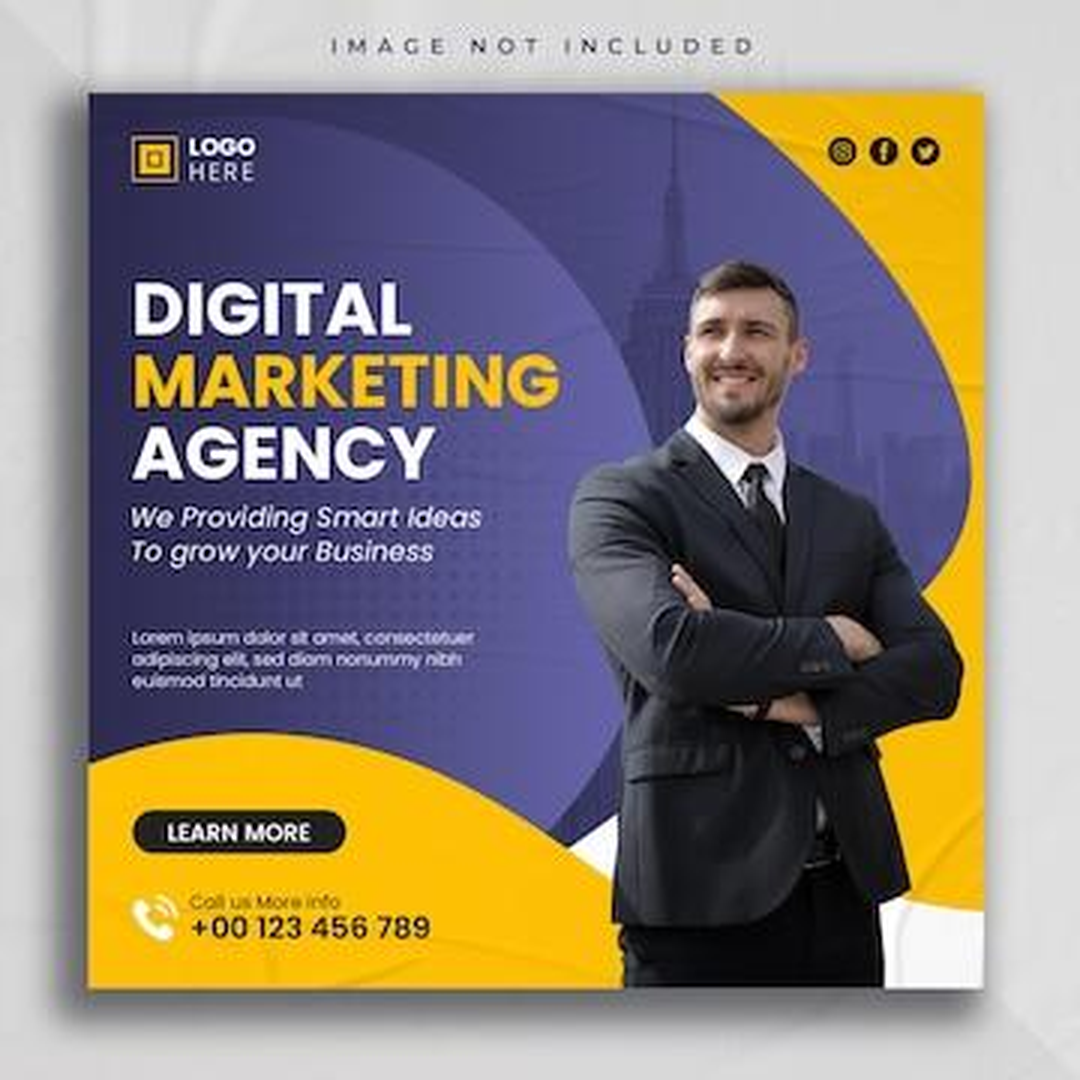 IMAGE NOT INCLUDED
LOGO
HERE
DIGITAL
MARKETING
AGENCY
We Providing Smart Ideas
To grow your Business
Lorem ipsum dolor sit amet, consectetuer
adipiscing elit, sed diam nonummy nibh
euismod tincidunt ut
LEARN MORE
Call us More info
+00 123 456 789